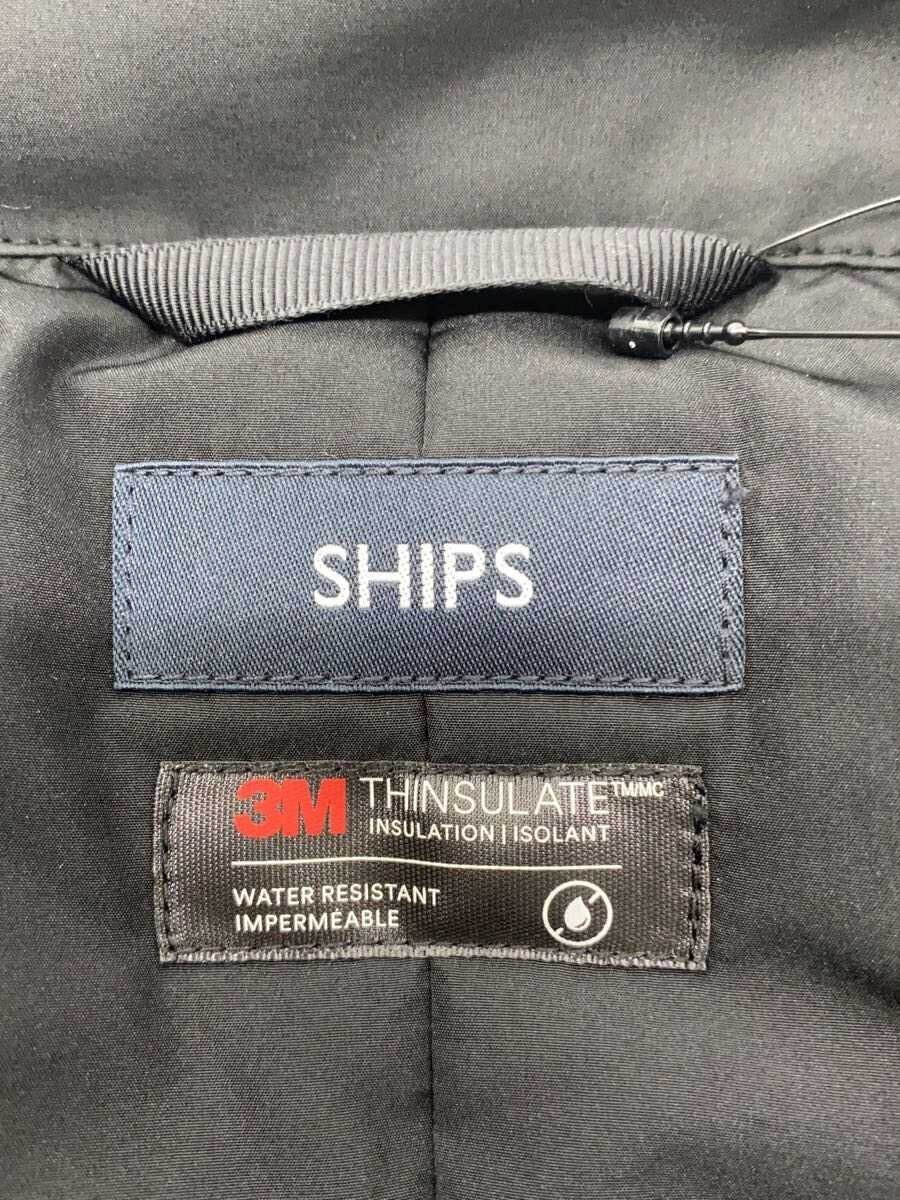 SHIPS
3M THINSULATE™/MC
INSULATION | ISOLANT
WATER RESISTANT
IMPERMÉABLE